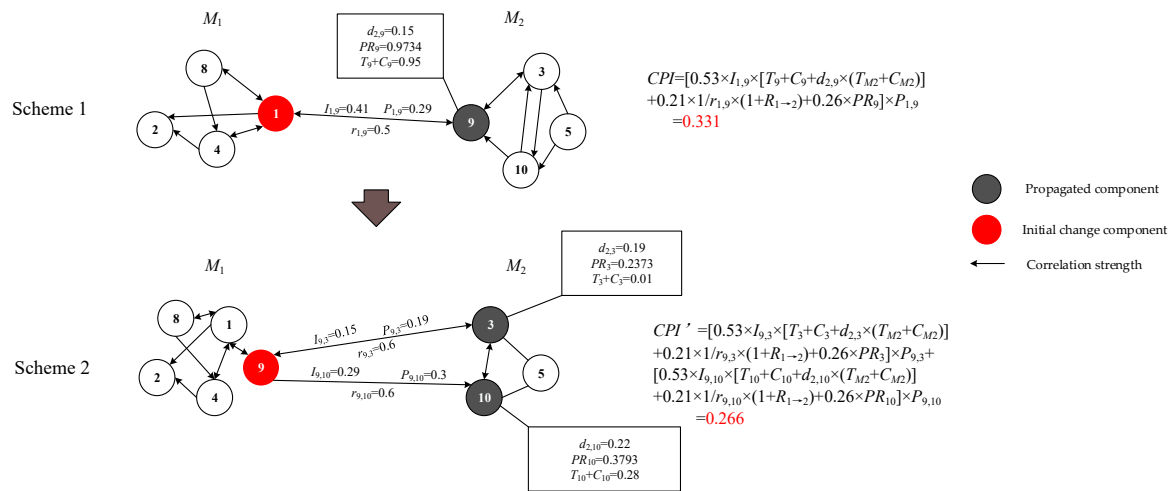 M₁
M₂
d₂,₉=0.15
PR₉=0.9734
T₉+C₉=0.95
Scheme 1
8
2
1
4
I₁,₉=0.41 P₁,₉=0.29
r₁,₉=0.5
9
3
5
10
CPI=[0.53×I₁,₉×[T₉+C₉+d₂,₉×(T_M2+C_M2)]
+0.21×1/r₁,₉×(1+R₁→₂)+0.26×PR₉]×P₁,₉
=0.331
Propagated component
Initial change component
Correlation strength
M₁
M₂
d₂,₃=0.19
PR₃=0.2373
T₃+C₃=0.01
Scheme 2
8
1
2
4
9
I₉,₃=0.15 P₉,₃=0.19
r₉,₃=0.6
I₉,₁₀=0.29 P₉,₁₀=0.3
r₉,₁₀=0.6
3
5
10
d₂,₁₀=0.22
PR₁₀=0.3793
T₁₀+C₁₀=0.28
CPI’=[0.53×I₉,₃×[T₃+C₃+d₂,₃×(T_M2+C_M2)]
+0.21×1/r₉,₃×(1+R₁→₂)+0.26×PR₃]×P₉,₃+
[0.53×I₉,₁₀×[T₁₀+C₁₀+d₂,₁₀×(T_M2+C_M2)]
+0.21×1/r₉,₁₀×(1+R₁→₂)+0.26×PR₁₀]×P₉,₁₀
=0.266